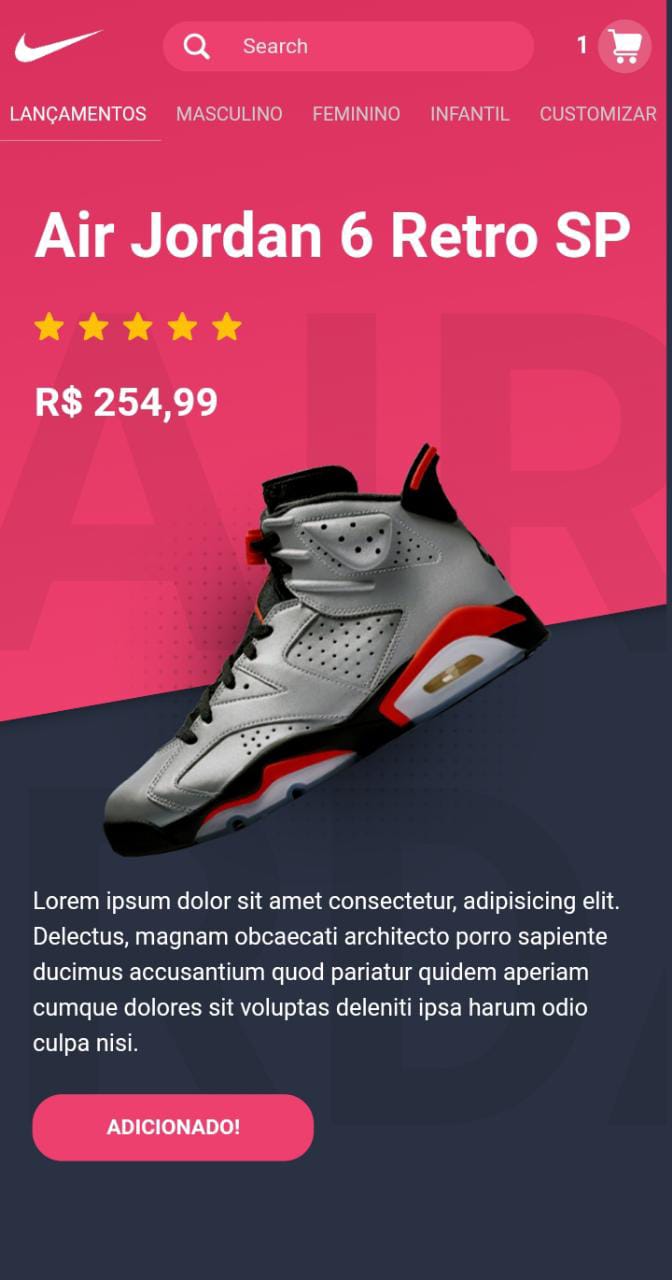 Search
1
LANÇAMENTOS MASCULINO FEMININO INFANTIL CUSTOMIZAR
Air Jordan 6 Retro SP
R$ 254,99
AIR
Lorem ipsum dolor sit amet consectetur, adipisicing elit.
Delectus, magnam obcaecati architecto porro sapiente
ducimus accusantium quod pariatur quidem aperiam
cumque dolores sit voluptas deleniti ipsa harum odio
culpa nisi.
RDA
ADICIONADO!